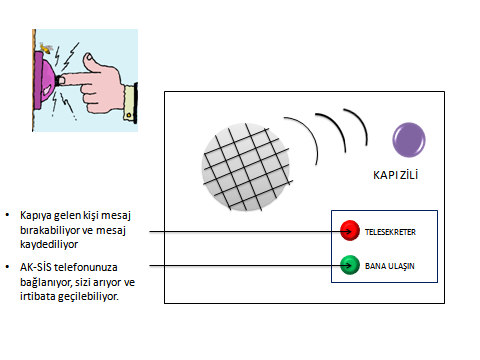 KAPI ZİLİ
• Kapıya gelen kişi mesaj
bırakabiliyor ve mesaj
kaydediliyor
• AK-SİS telefonunuza
bağlanıyor, sizi arıyor ve
irtibata geçilebiliyor.
TELESEKRETER
BANA ULAŞIN